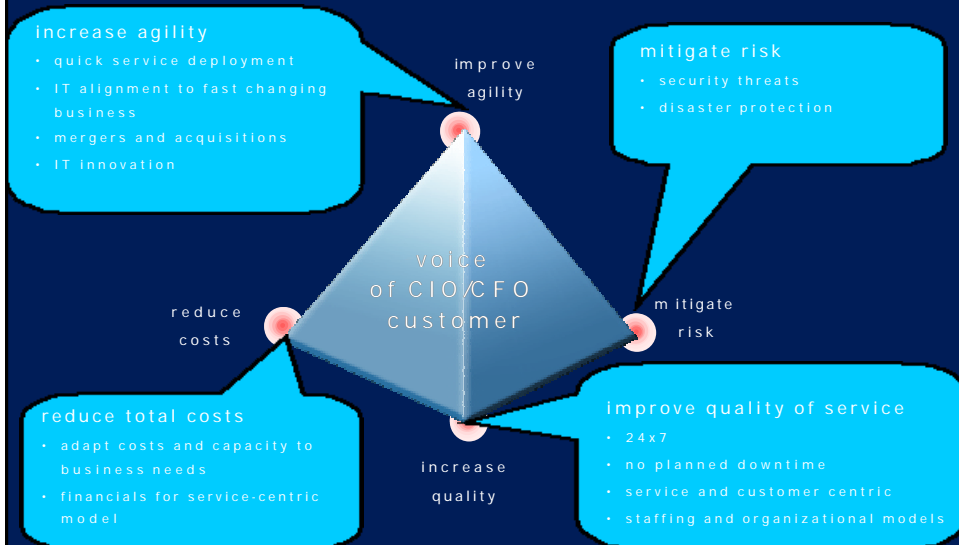 increase agility
• quick service deployment
• IT alignment to fast changing
business
• mergers and acquisitions
• IT innovation
improve
agility
mitigate risk
• security threats
• disaster protection
voice
of CIO/CFO
customer
reduce
costs
mitigate
risk
reduce total costs
• adapt costs and capacity to
business needs
• financials for service-centric
model
increase
quality
improve quality of service
• 24x7
• no planned downtime
• service and customer centric
• staffing and organizational models